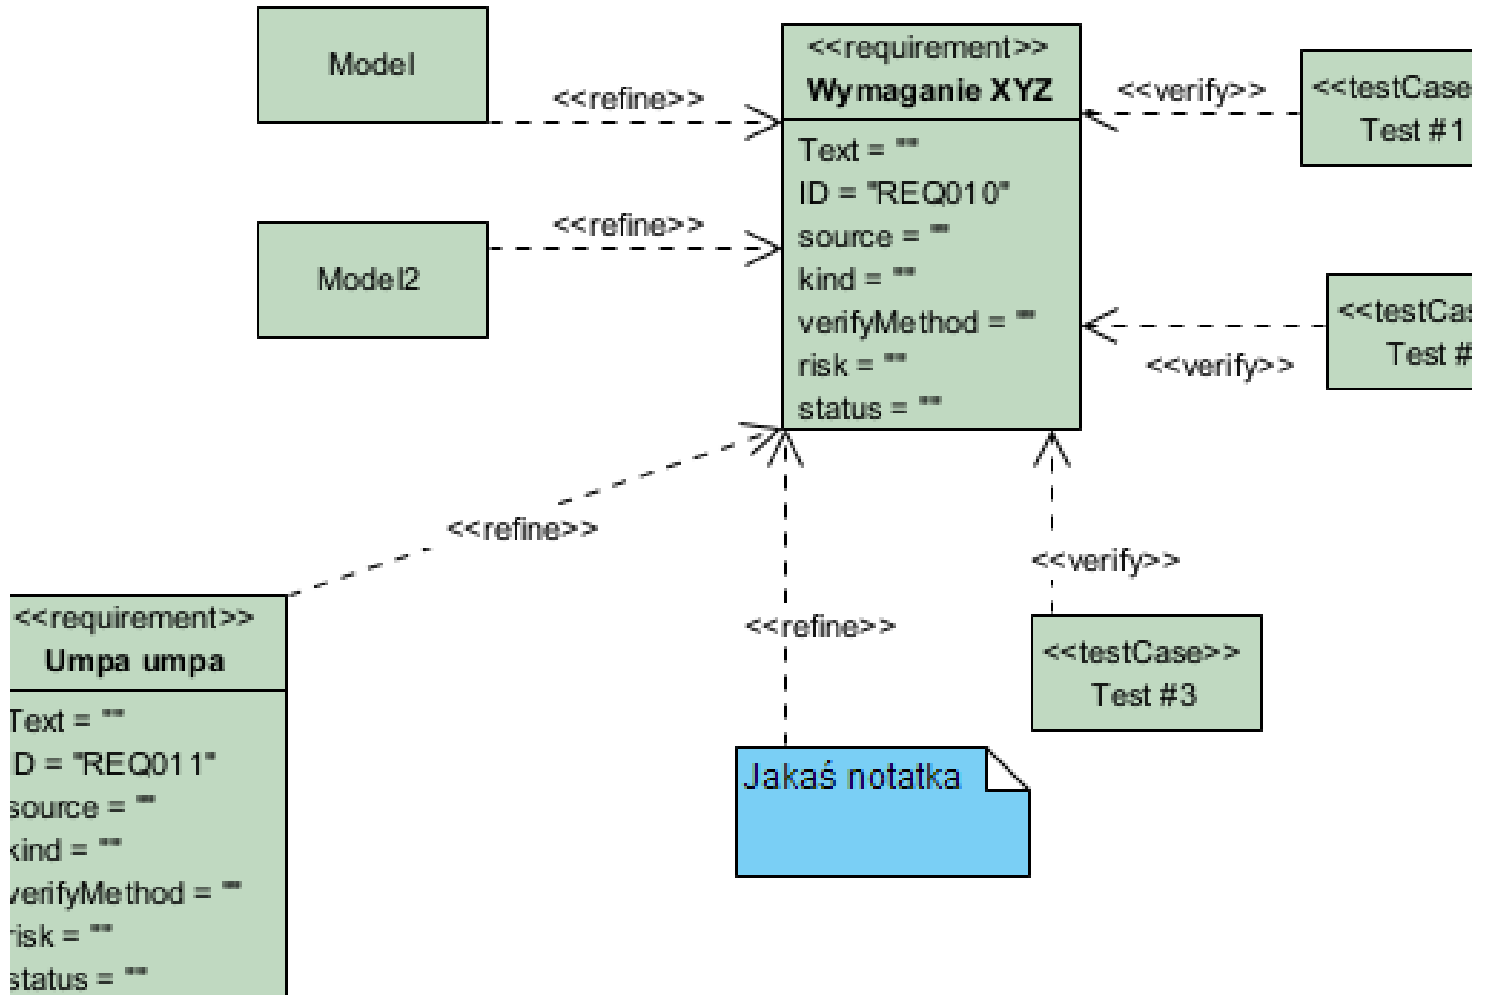 Model
<<refine>>
Model2
<<refine>>
<<requirement>>
Wymaganie XYZ
Text = ""
ID = "REQ010"
source = ""
kind = ""
verifyMethod = ""
risk = ""
status = ""
<<verify>>
<<testCase
Test #1
<<verify>>
Test #
<<refine>>
<<requirement>>
Umpa umpa
Text = ""
ID = "REQ011"
source = ""
kind = ""
verifyMethod = ""
risk = ""
status = ""
<<refine>>
Jakaś notatka
<<verify>>
<<testCase>>
Test #3